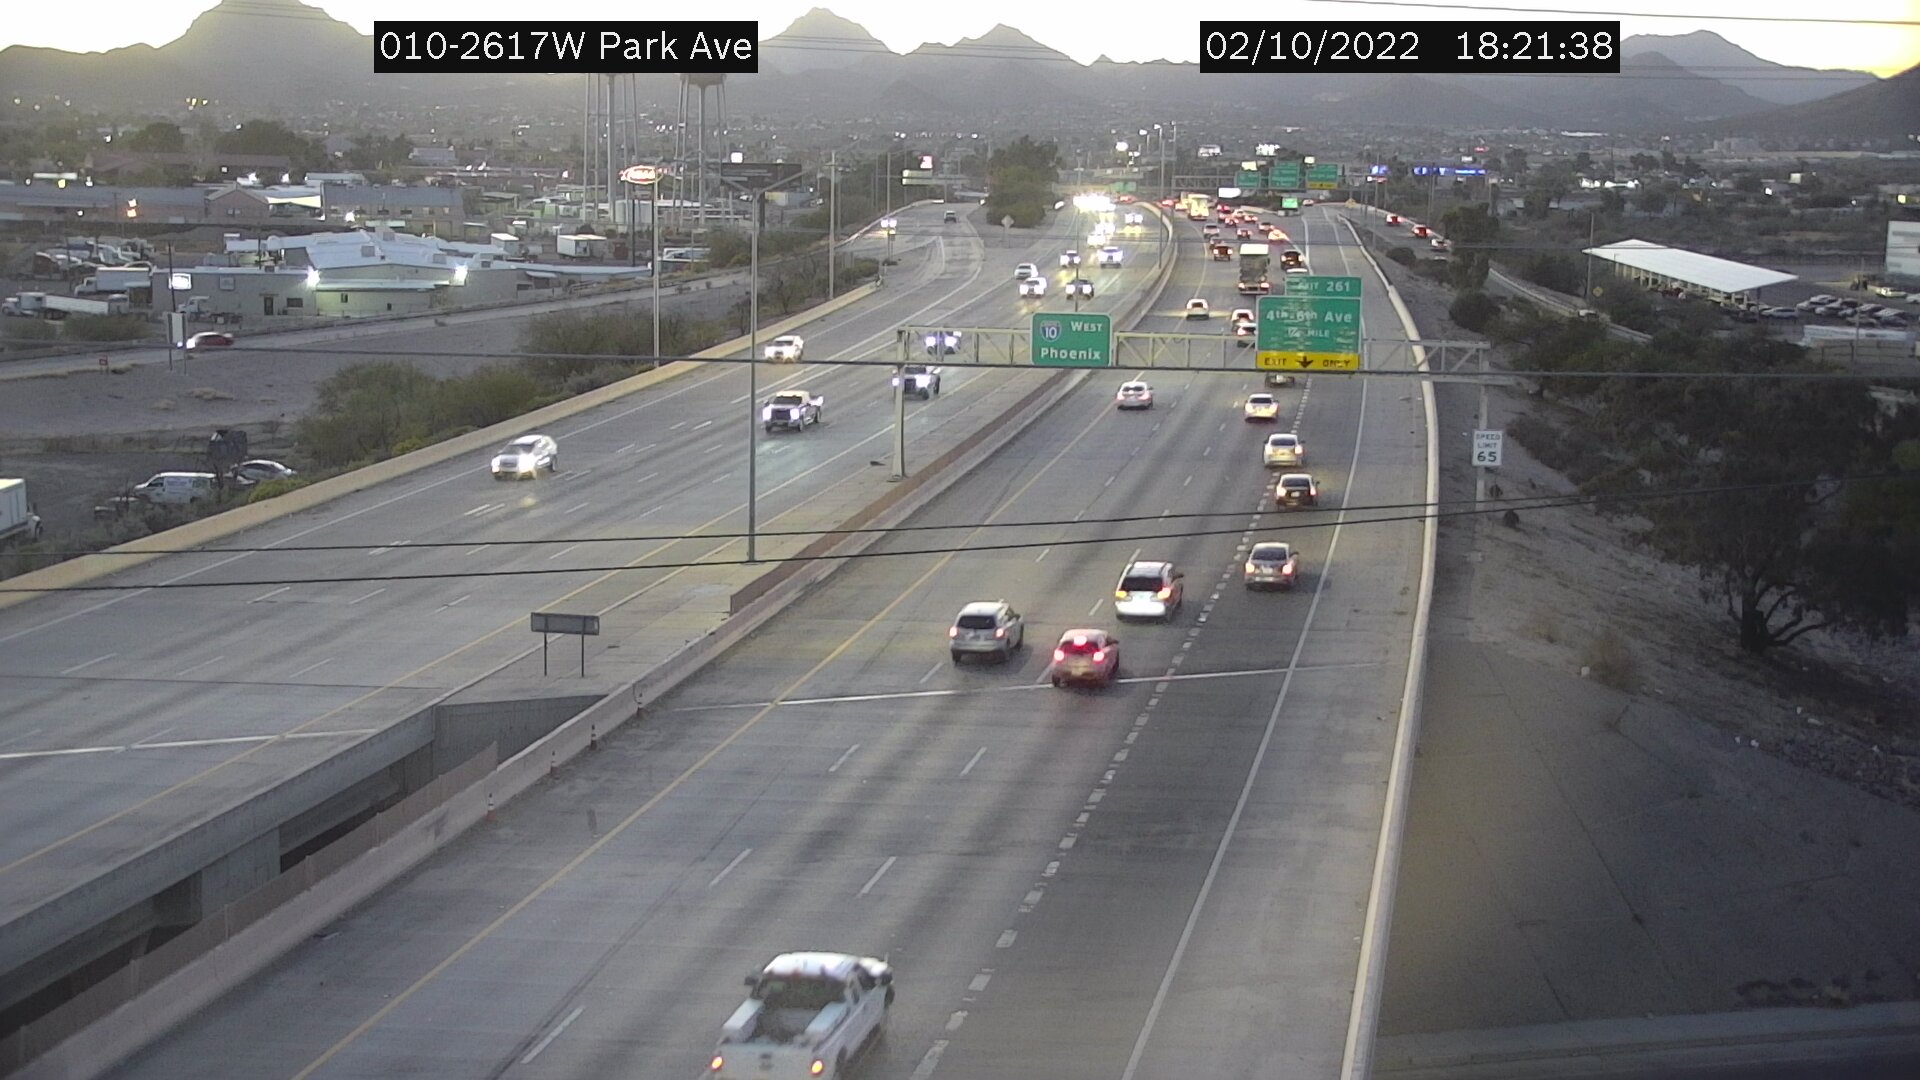 010-2617W Park Ave
02/10/2022 18:21:38
EXIT 261
4th-6th Ave
1/2 MILE
EXIT ONLY
10 WEST
Phoenix
SPEED
LIMIT
65